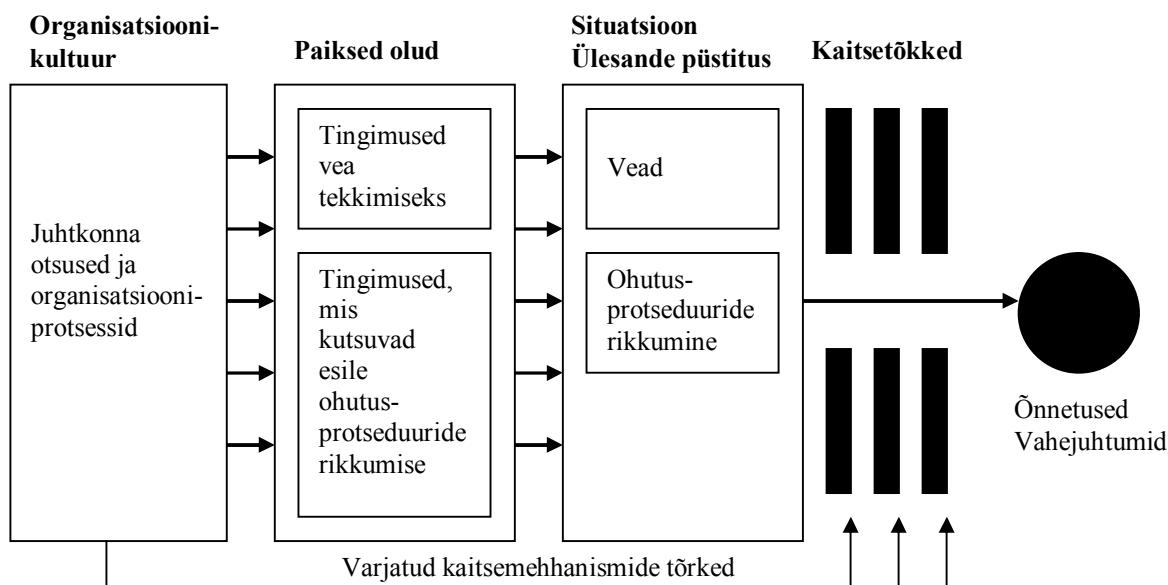 Organisatsiooni-
kultuur
Paiksed olud
Situatsioon
Ülesande püstitus
Kaitsetõkked
Juhtkonna
otsused ja
organisatsiooni-
protsessid
Tingimused
vea
tekkimiseks
Tingimused,
mis
kutsuvad
esile
ohutus-
protseduuride
rikkumise
Vead
Ohutus-
protseduuride
rikkumine
Õnnetused
Vahejuhtumid
Varjatud kaitsemehhanismide tõrked